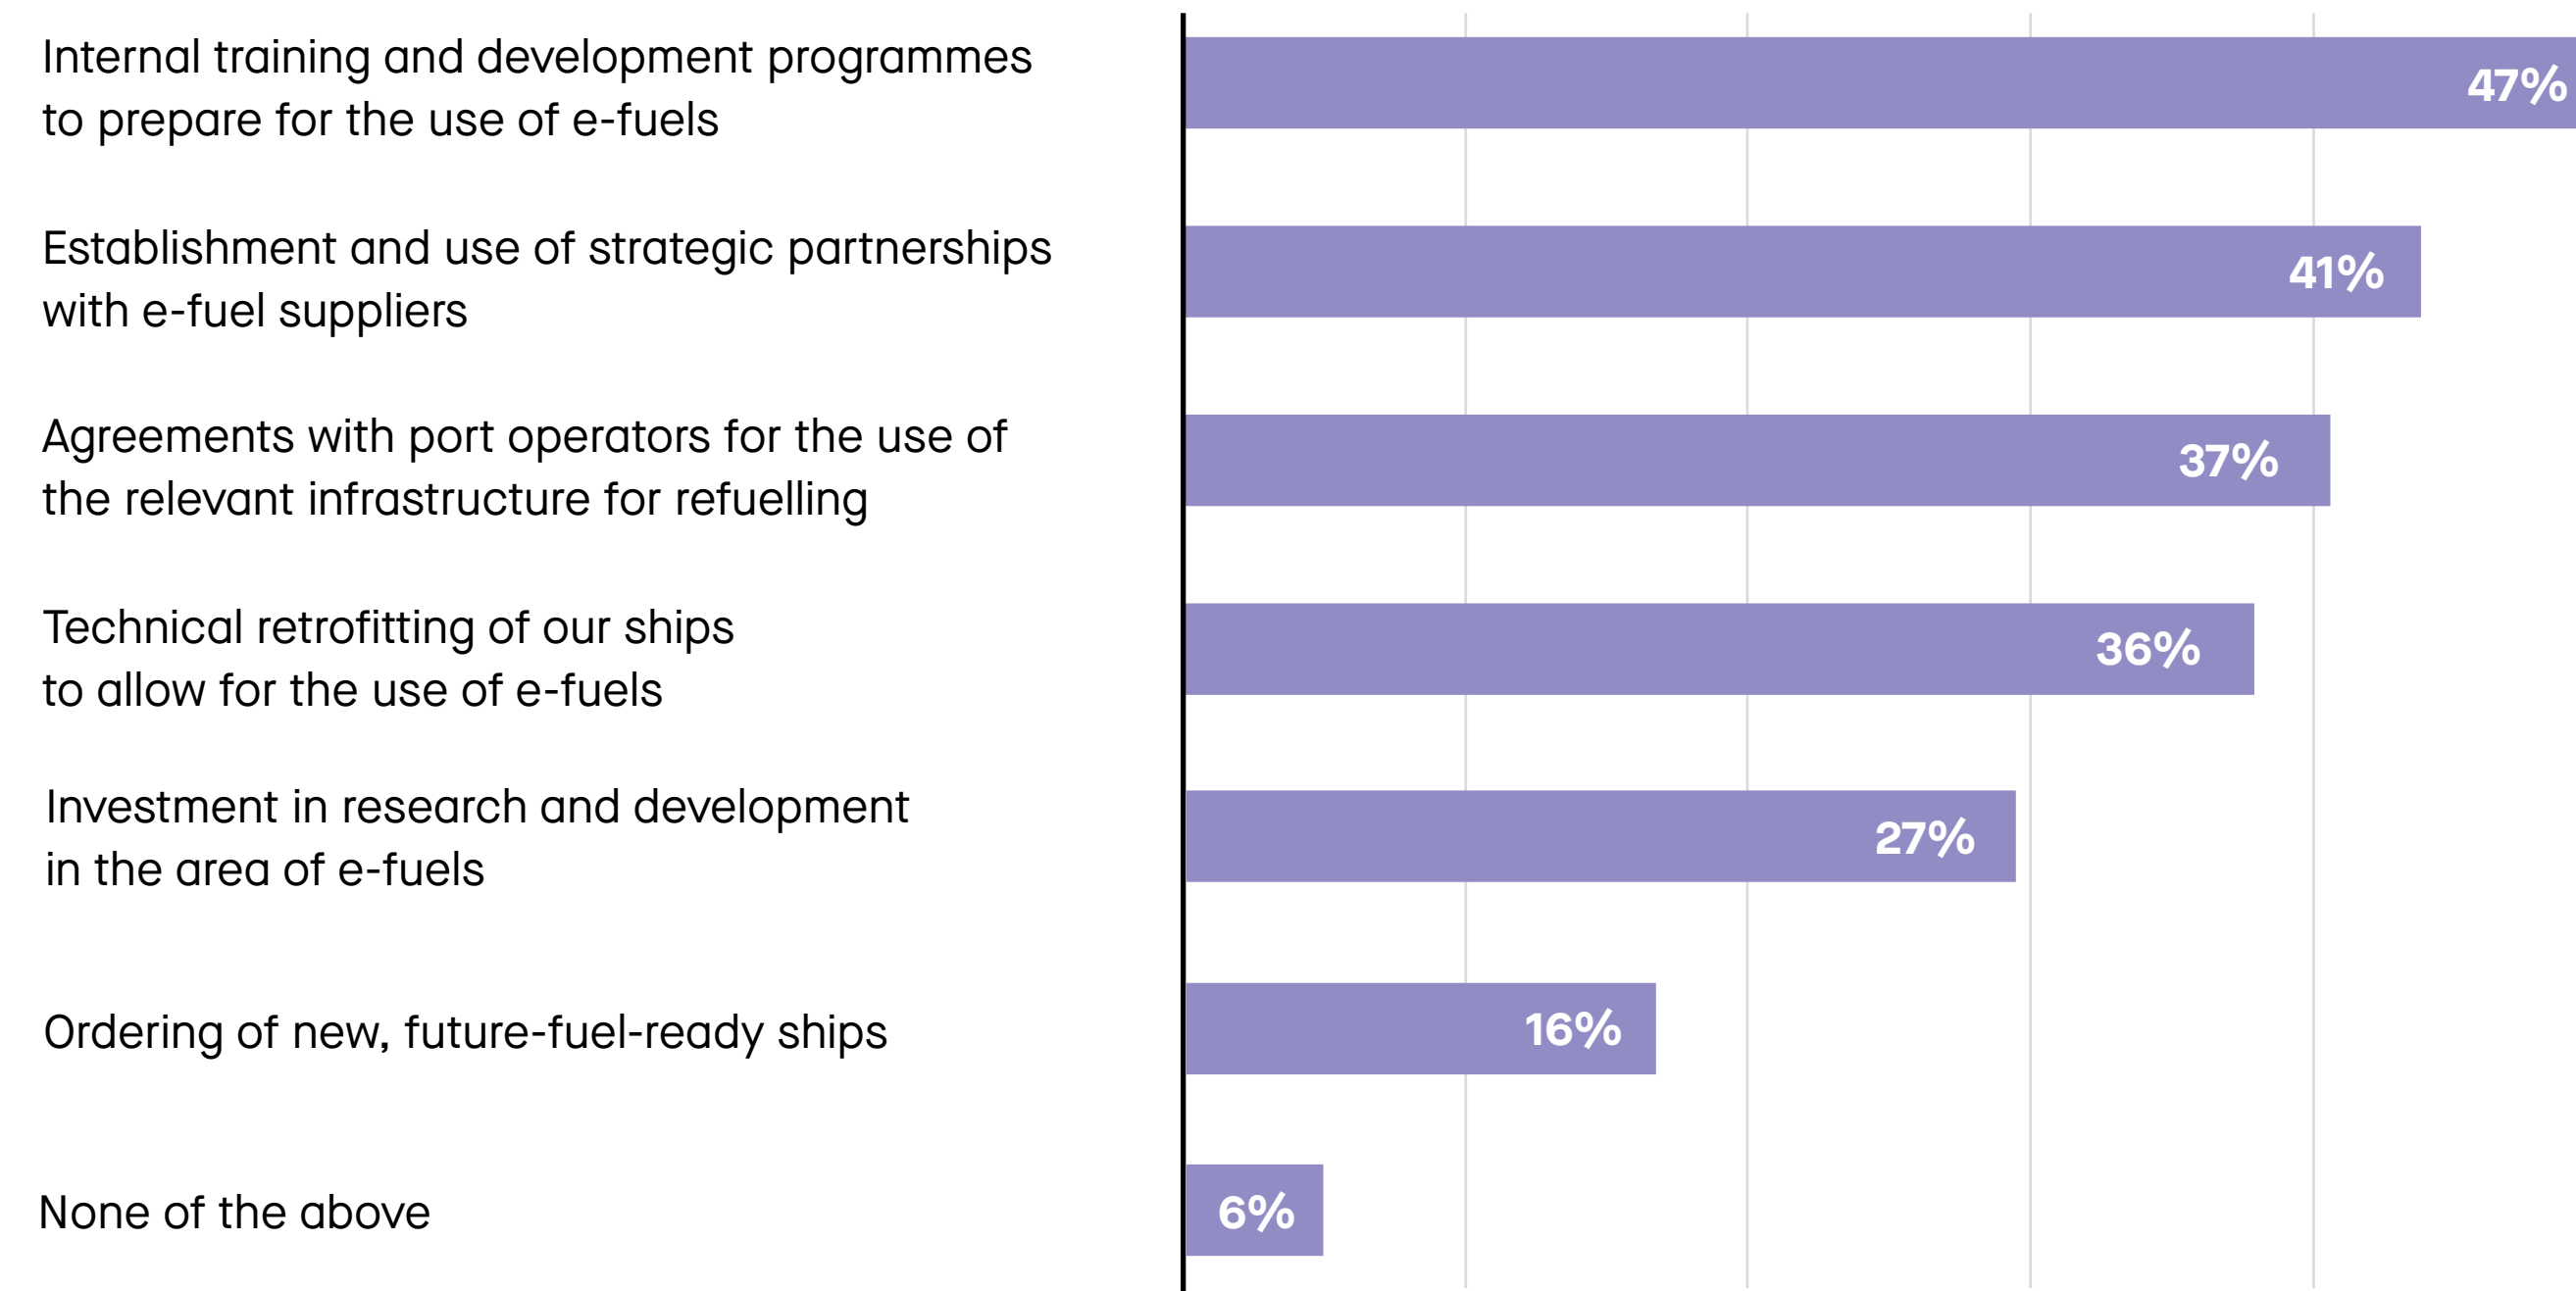 Internal training and development programmes
to prepare for the use of e-fuels
47%
Establishment and use of strategic partnerships
with e-fuel suppliers
41%
Agreements with port operators for the use of
the relevant infrastructure for refuelling
37%
Technical retrofitting of our ships
to allow for the use of e-fuels
36%
Investment in research and development
in the area of e-fuels
27%
Ordering of new, future-fuel-ready ships
16%
None of the above
6%